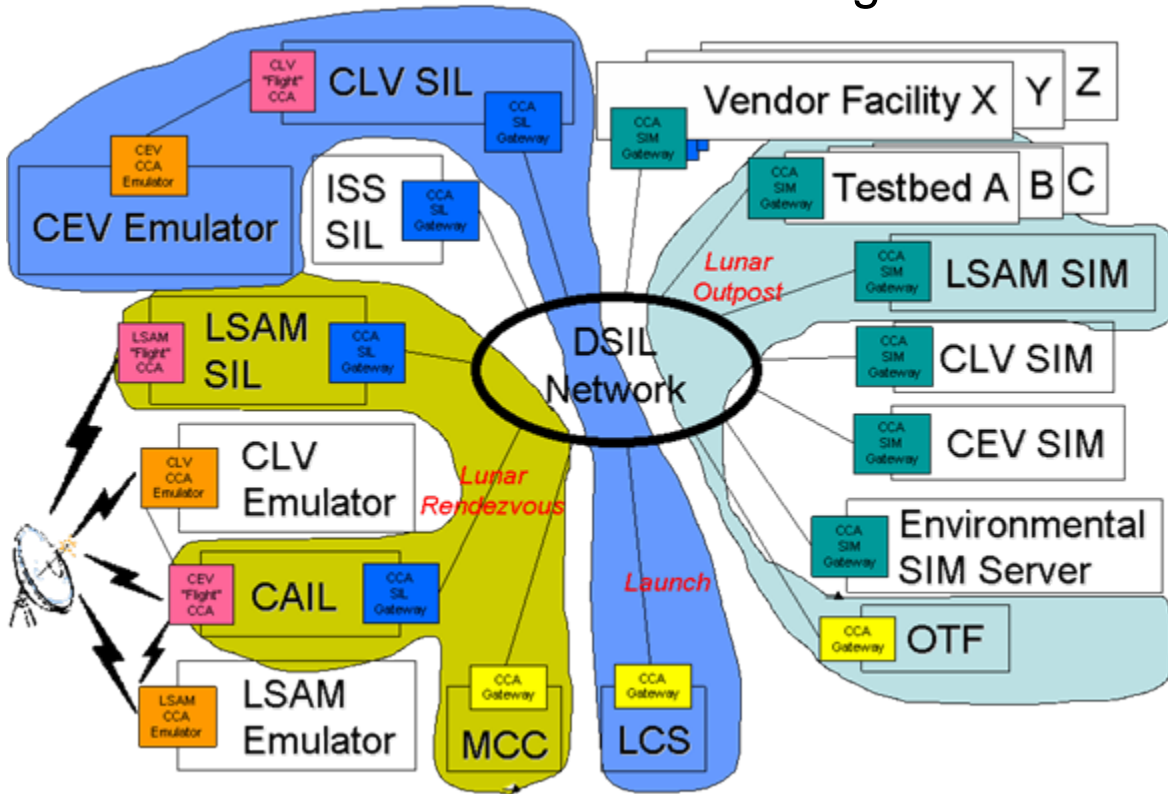 g
CLV
"Flight"
CCA
CLV SIL
CCA
SIL
Gateway
CEV
CCA
Emulator
CEV Emulator
ISS
SIL
CCA
SIL
Gateway
Vendor Facility X
Y
Z
CCA
SIM
Gateway
CCA
SIM
Gateway
Testbed A
B
C
Lunar
Outpost
CCA
SIM
Gateway
LSAM SIM
LSAM
"Flight"
CCA
LSAM
SIL
CCA
SIL
Gateway
DSIL
Network
CCA
SIM
Gateway
CLV SIM
CCA
SIM
Gateway
CEV SIM
CLV
CCA
Emulator
CLV
Emulator
Lunar
Rendezvous
CCA
SIM
Gateway
Environmental
SIM Server
CEV
"Flight"
CCA
CAIL
CCA
SIL
Gateway
Launch
CCA
Gateway
OTF
LSAM
CCA
Emulator
LSAM
Emulator
CCA
Gateway
MCC
CCA
Gateway
LCS